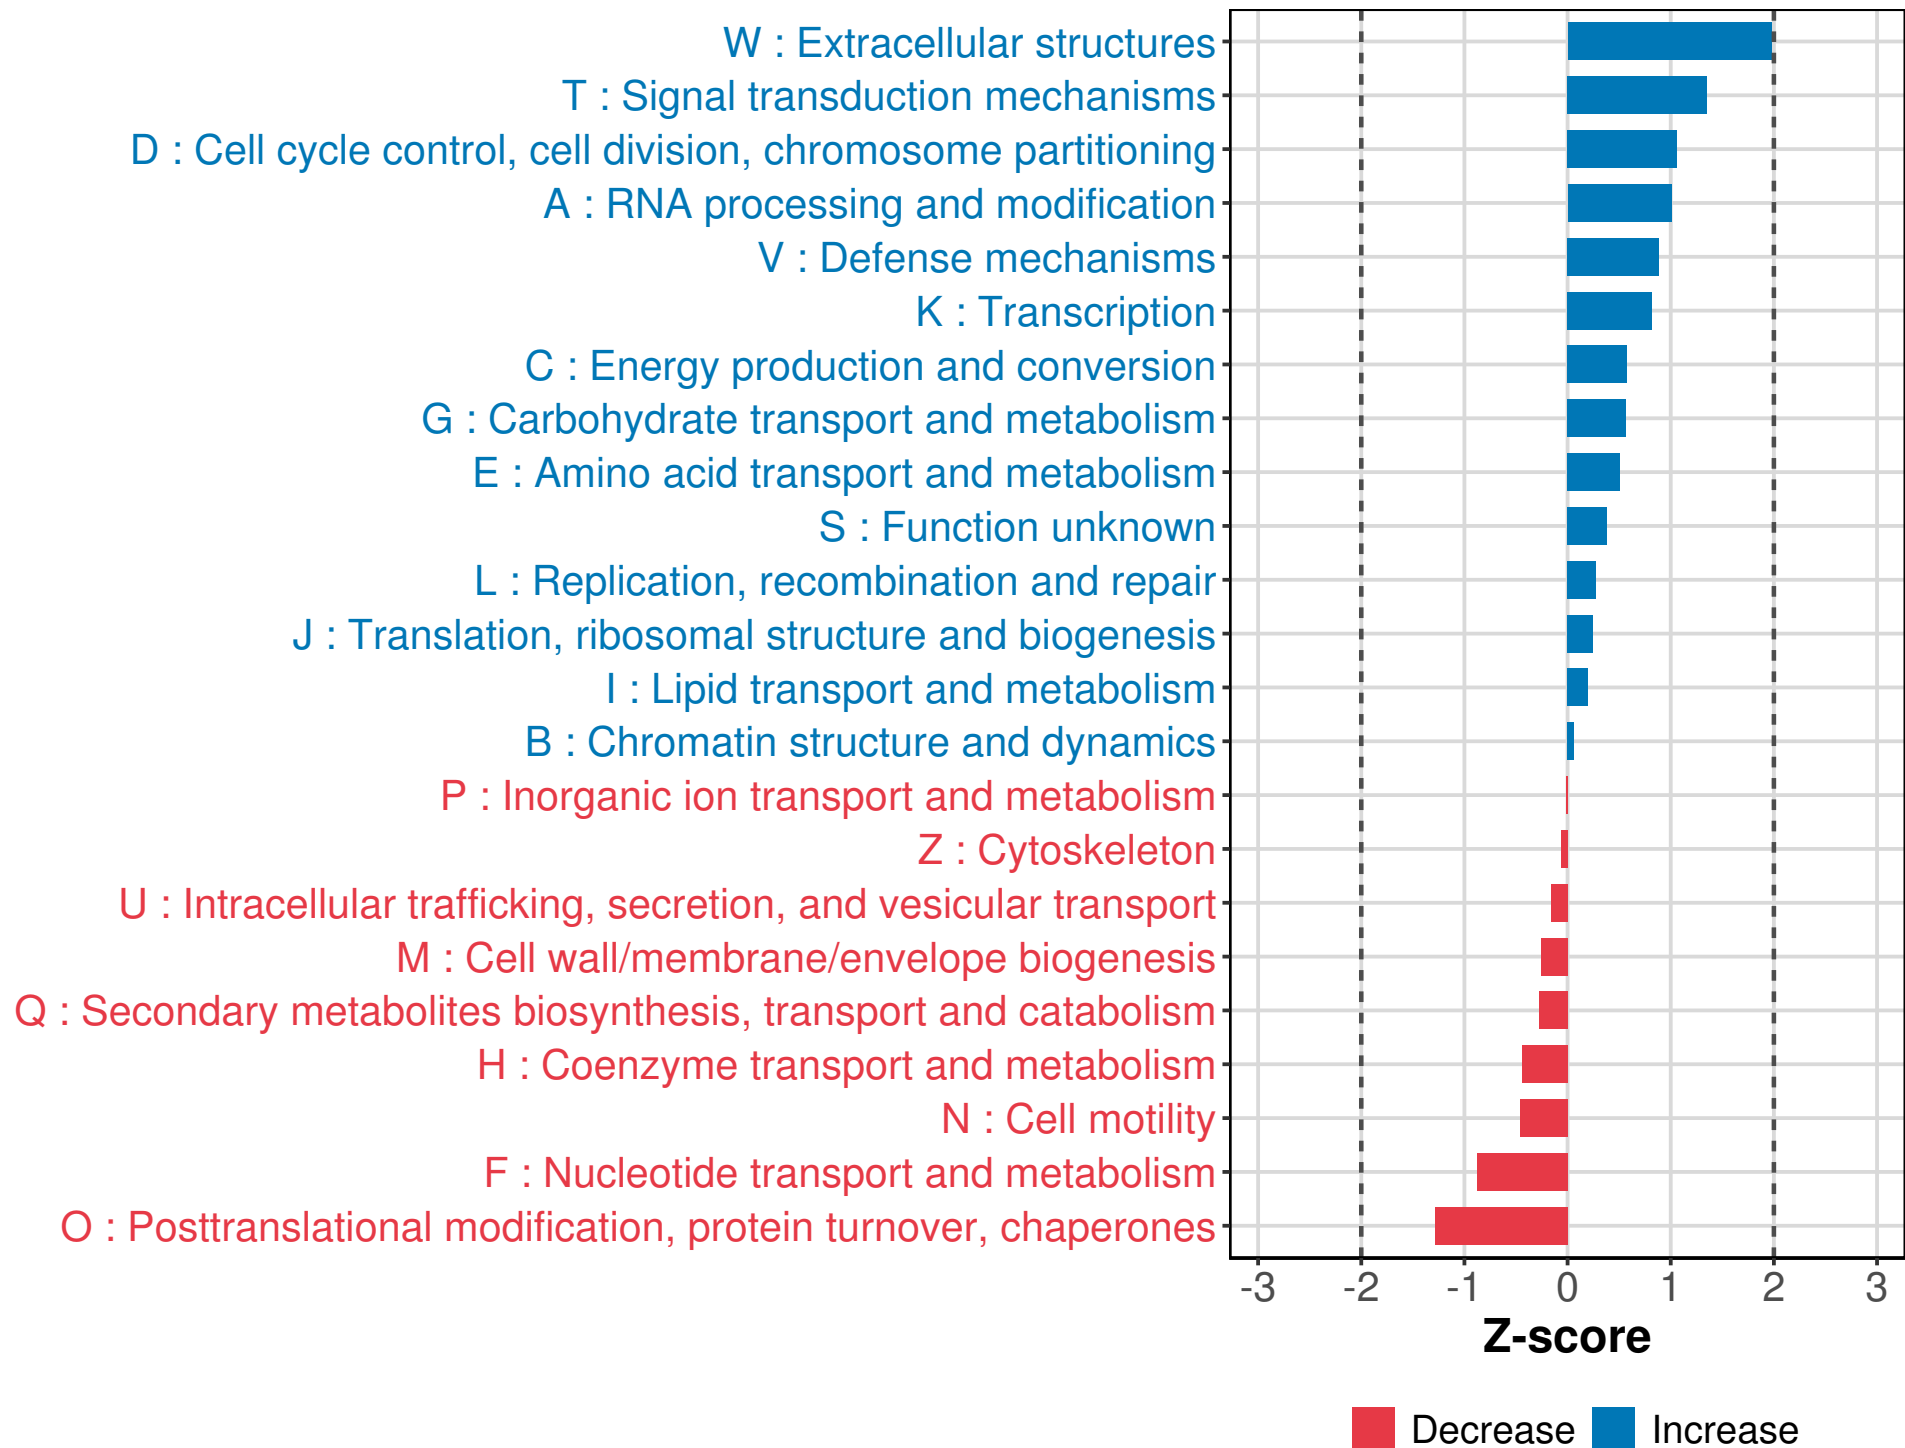 W : Extracellular structures
T : Signal transduction mechanisms
D : Cell cycle control, cell division, chromosome partitioning
A : RNA processing and modification
V : Defense mechanisms
K : Transcription
C : Energy production and conversion
G : Carbohydrate transport and metabolism
E : Amino acid transport and metabolism
S : Function unknown
L : Replication, recombination and repair
J : Translation, ribosomal structure and biogenesis
I : Lipid transport and metabolism
B : Chromatin structure and dynamics
P : Inorganic ion transport and metabolism
Z : Cytoskeleton
U : Intracellular trafficking, secretion, and vesicular transport
M : Cell wall/membrane/envelope biogenesis
Q : Secondary metabolites biosynthesis, transport and catabolism
H : Coenzyme transport and metabolism
N : Cell motility
F : Nucleotide transport and metabolism
O : Posttranslational modification, protein turnover, chaperones
-3 -2 -1 0 1 2 3
Z-score
Decrease Increase